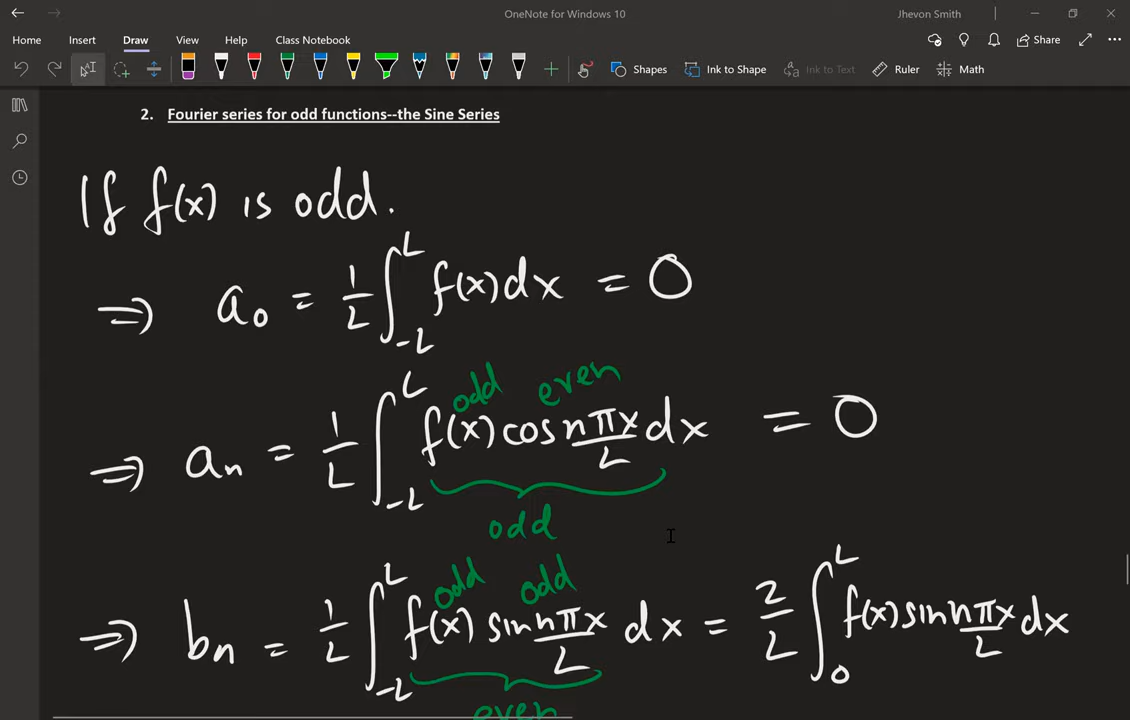 OneNote for Windows 10
Jhevon Smith
Home Insert Draw View Help Class Notebook
Share
Shapes Ink to Shape Ink to Text Ruler Math
2. Fourier series for odd functions--the Sine Series
If f(x) is odd.
⇒ a₀ = 1/L ∫_{-L}^{L} f(x)dx = 0
odd even
⇒ aₙ = 1/L ∫_{-L}^{L} f(x) cos nπx/L dx = 0
odd
odd odd
⇒ bₙ = 1/L ∫_{-L}^{L} f(x) sin nπx/L dx = 2/L ∫_{0}^{L} f(x) sin nπx/L dx
even